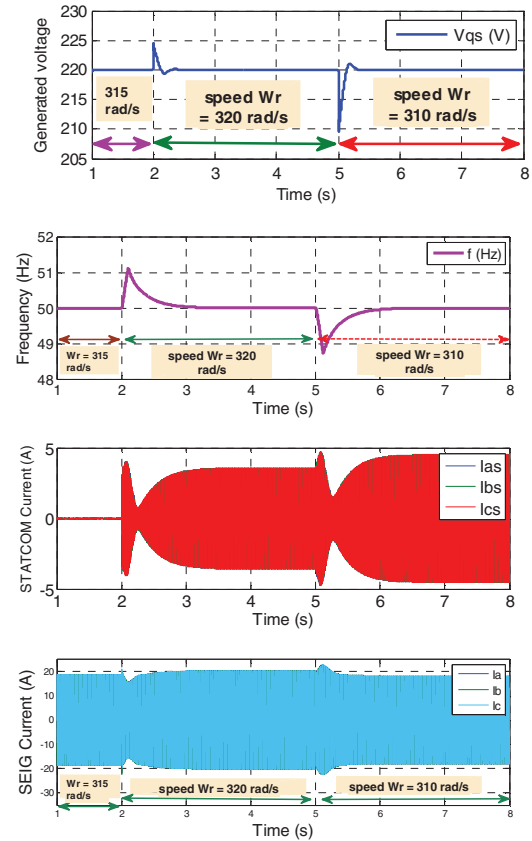 230
225
220
215
210
205
Generated voltage
Vqs (V)
315
rad/s
speed Wr
= 320 rad/s
speed Wr
= 310 rad/s
1 2 3 4 5 6 7 8
Time (s)
52
51
50
49
48
Frequency (Hz)
f (Hz)
Wr = 315
rad/s
speed Wr = 320
rad/s
speed Wr = 310
rad/s
1 2 3 4 5 6 7 8
Time (s)
5
0
-5
STATCOM Current (A)
Ias
Ibs
Ics
1 2 3 4 5 6 7 8
Time (s)
20
10
0
-10
-20
-30
SEIG Current (A)
Ia
Ib
Ic
Wr = 315
rad/s
speed Wr = 320 rad/s
speed Wr = 310 rad/s
1 2 3 4 5 6 7 8
Time (s)